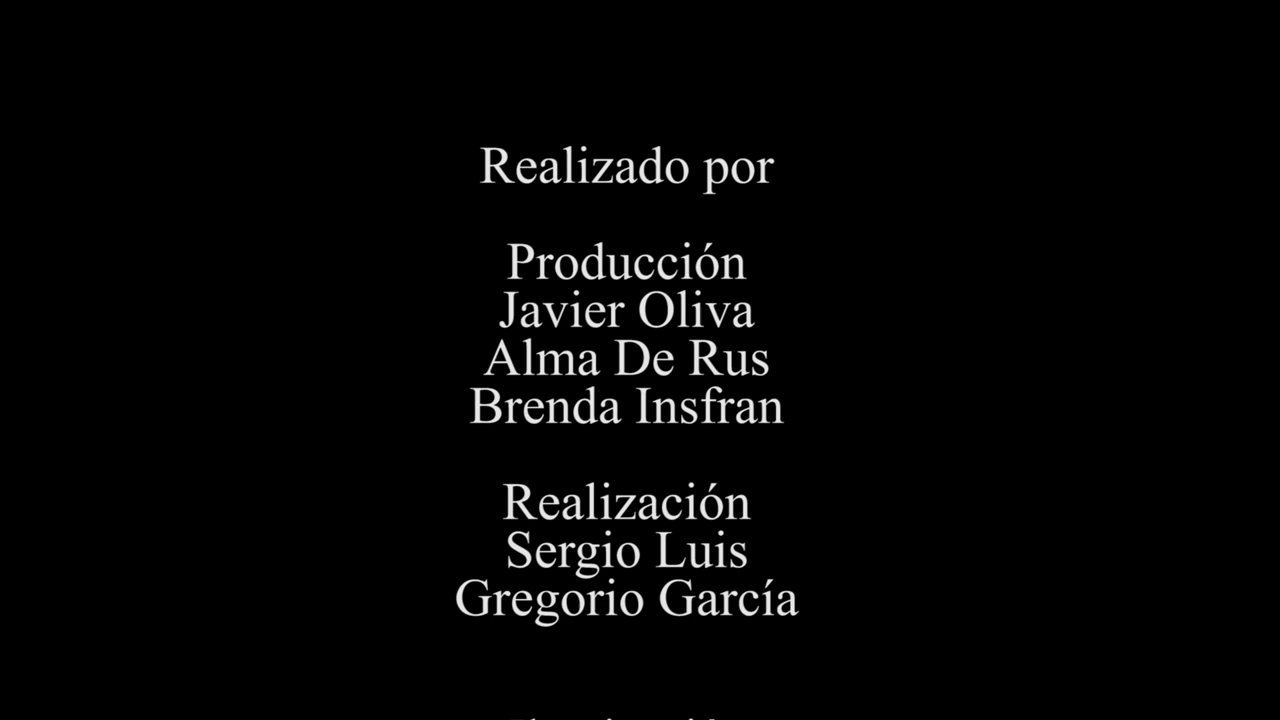 Realizado por
Producción
Javier Oliva
Alma De Rus
Brenda Insfran
Realización
Sergio Luis
Gregorio García